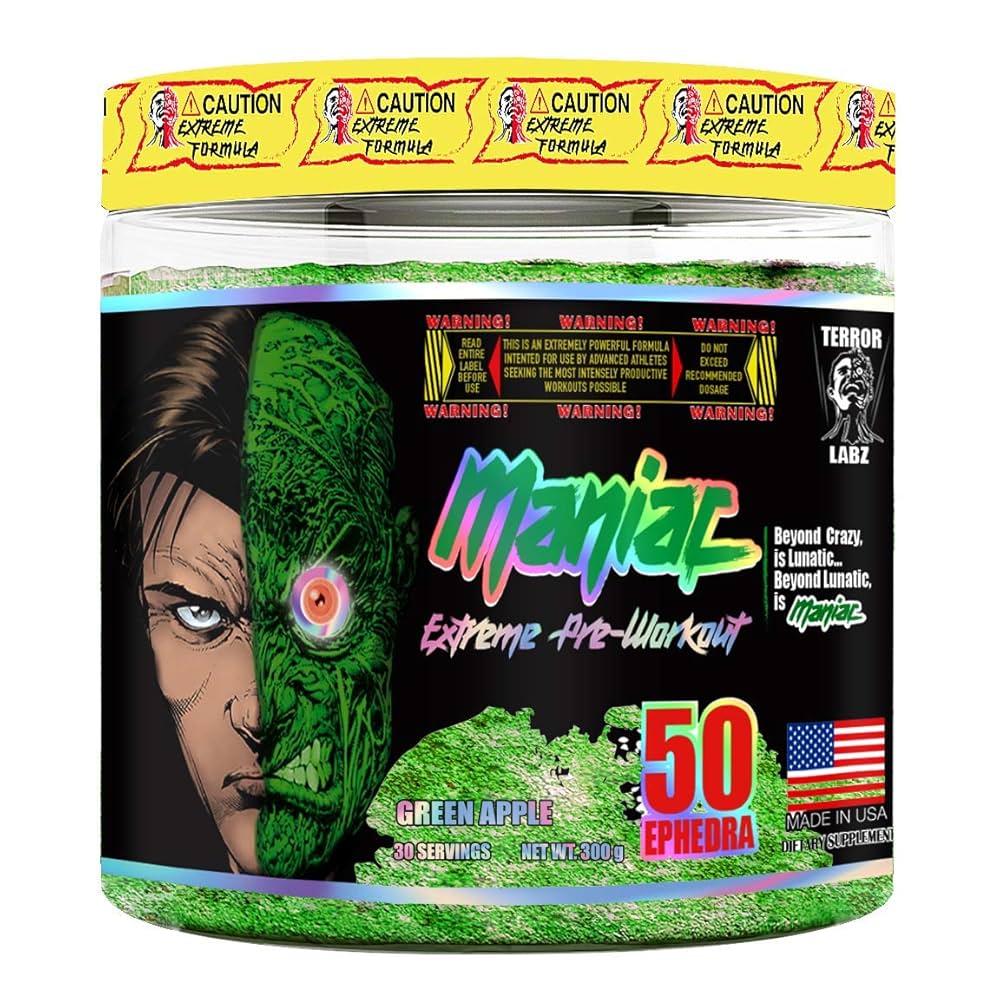 CAUTION
EXTREME
FORMULA
CAUTION
EXTREME
FORMULA
CAUTION
EXTREME
FORMULA
CAUTION
EXTREME
FORMULA
WARNING! WARNING! WARNING!
READ
ENTIRE
LABEL
BEFORE
USE
THIS IS AN EXTREMELY POWERFUL FORMULA
INTENTED FOR USE BY ADVANCED ATHLETES
SEEKING THE MOST INTENSELY PRODUCTIVE
WORKOUTS POSSIBLE
DO NOT
EXCEED
RECOMMENDED
DOSAGE
WARNING! WARNING! WARNING!
TERROR
LABZ
Maniac
Extreme Pre-Workout
Beyond Crazy,
is Lunatic...
Beyond Lunatic,
is Maniac
50
EPHEDRA
GREEN APPLE
30 SERVINGS NET WT. 300g
MADE IN USA
DIETARY SUPPLEMENT